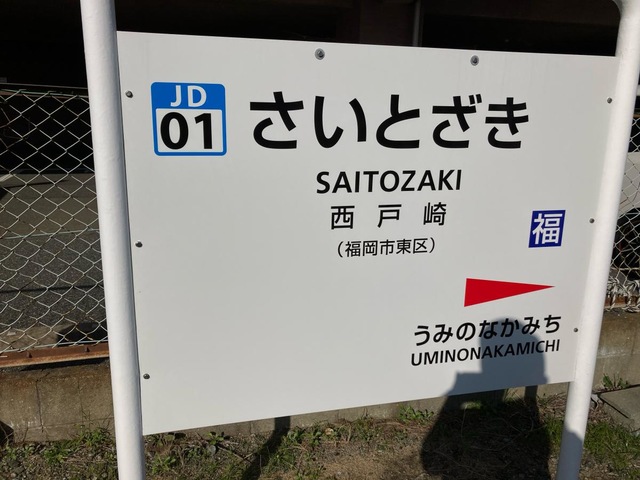 JD
01
さいとざき
SAITOZAKI
西戸崎
（福岡市東区）
福
うみのなかみち
UMINONAKAMICHI